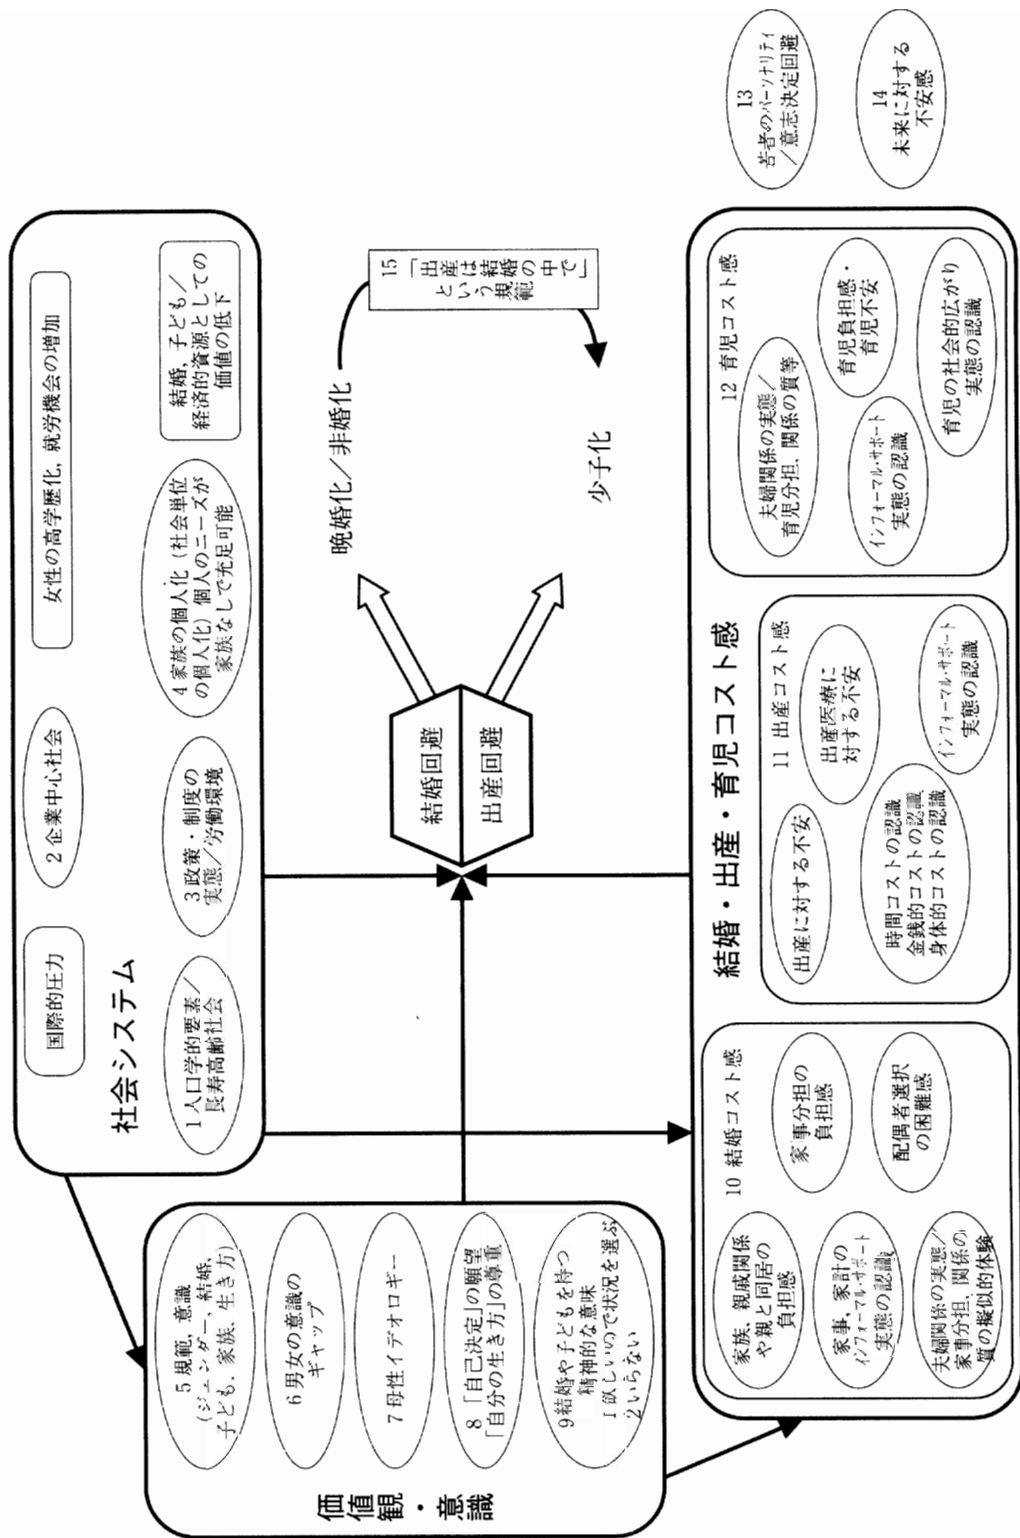 国際的圧力
2 企業中心社会
女性の高学歴化, 就労機会の増加
社会システム
1 人口学的要素／
長寿高齢社会
3 政策・制度の
実態／労働環境
4 家族の個人化（社会単位
の個人化）個人のニーズが
家族なしで充足可能
結婚, 子ども／
経済的資源としての
価値の低下
価値観・意識
5 規範, 意識
(ジェンダー、結婚,
子ども、家族、生き方)
6 男女の意識の
ギャップ
7 母性イデオロギー
8 「自己決定」の願望
「自分の生き方」の尊重
9 結婚や子どもを持つ
精神的な意味
1 欲しいので状況を選ぶ
2 いらない
結婚回避
出産回避
晩婚化／非婚化
少子化
15 「出産は結婚の中で」
という規範
結婚・出産・育児コスト感
10 結婚コスト感
家族、親戚関係
や親と同居の
負担感
家事分担の
負担感
家事、家計の
インフォーマル・サポート
実態の認識
配偶者選択
の困難感
夫婦関係の実態／
家事分担、関係の
質の擬似的体験
11 出産コスト感
出産に対する不安
出産医療に
対する不安
時間コストの認識
金銭的コストの認識
身体的コストの認識
インフォーマル・サポート
実態の認識
12 育児コスト感
夫婦関係の実態／
育児分担、関係の質等
育児負担感・
育児不安
インフォーマル・サポート
実態の認識
育児の社会的広がり
実態の認識
13
若者のパーソナリティ
／意志決定回避
14
未来に対する
不安感